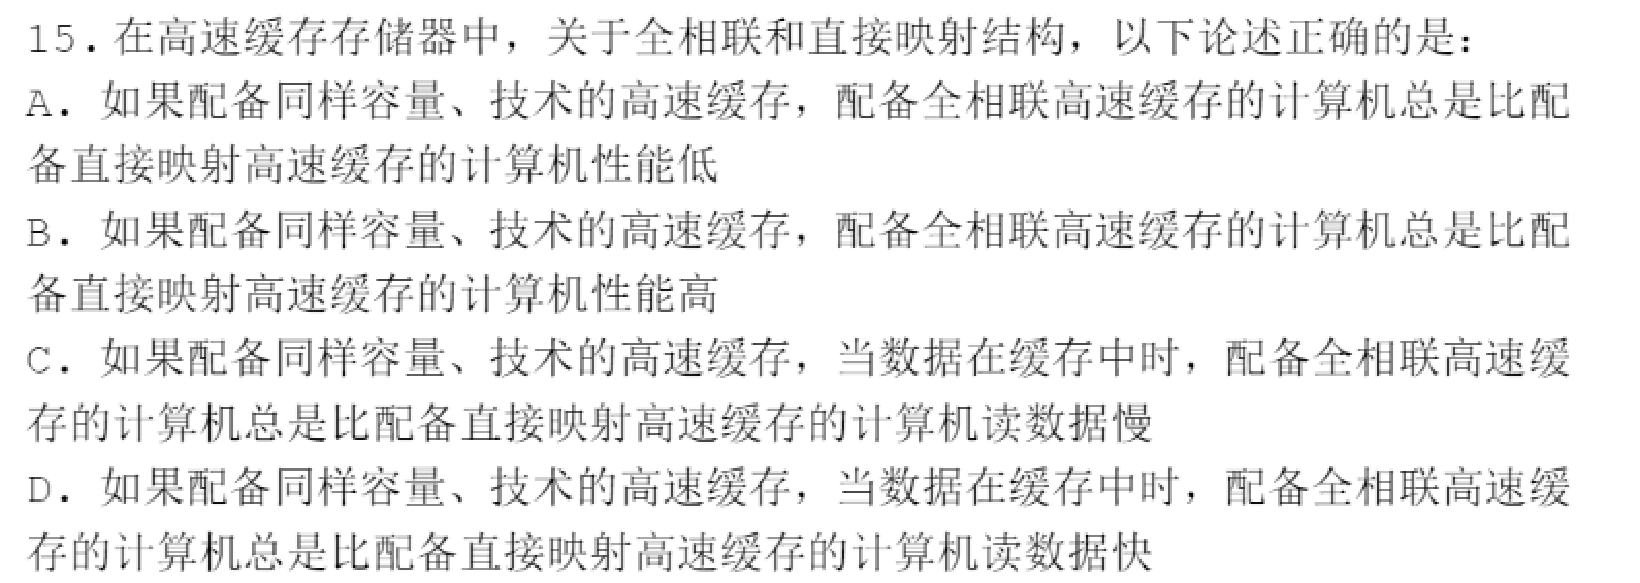 15.在高速缓存存储器中，关于全相联和直接映射结构，以下论述正确的是：
A. 如果配备同样容量、技术的高速缓存，配备全相联高速缓存的计算机总是比配
备直接映射高速缓存的计算机性能低
B. 如果配备同样容量、技术的高速缓存，配备全相联高速缓存的计算机总是比配
备直接映射高速缓存的计算机性能高
C. 如果配备同样容量、技术的高速缓存，当数据在缓存中时，配备全相联高速缓
存的计算机总是比配备直接映射高速缓存的计算机读数据慢
D. 如果配备同样容量、技术的高速缓存，当数据在缓存中时，配备全相联高速缓
存的计算机总是比配备直接映射高速缓存的计算机读数据快